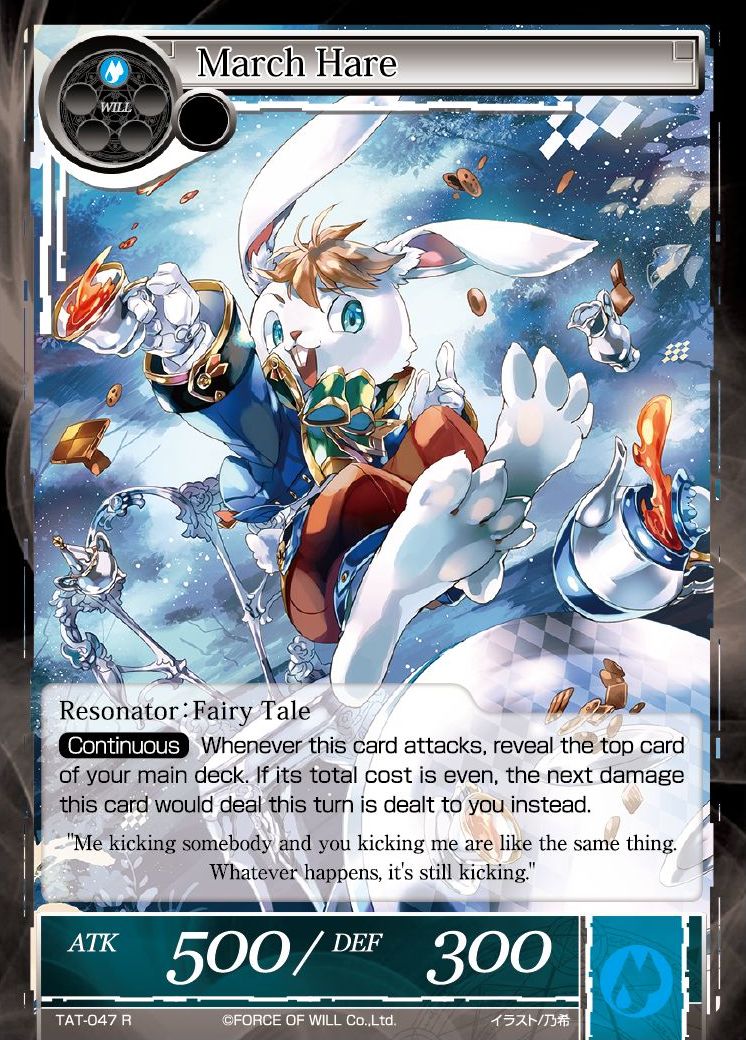 March Hare
WILL
Resonator:Fairy Tale
Continuous Whenever this card attacks, reveal the top card
of your main deck. If its total cost is even, the next damage
this card would deal this turn is dealt to you instead.
"Me kicking somebody and you kicking me are like the same thing.
Whatever happens, it's still kicking."
ATK 500/ DEF 300
TAT-047 R ©FORCE OF WILL Co.,Ltd. イラスト/乃希